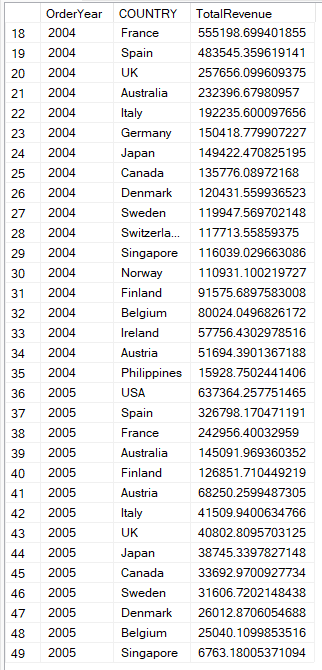 OrderYear COUNTRY TotalRevenue
18 2004 France 555198.699401855
19 2004 Spain 483545.359619141
20 2004 UK 257656.099609375
21 2004 Australia 232396.67980957
22 2004 Italy 192235.600097656
23 2004 Germany 150418.779907227
24 2004 Japan 149422.470825195
25 2004 Canada 135776.08972168
26 2004 Denmark 120431.559936523
27 2004 Sweden 119947.569702148
28 2004 Switzerla... 117713.55859375
29 2004 Singapore 116039.029663086
30 2004 Norway 110931.100219727
31 2004 Finland 91575.6897583008
32 2004 Belgium 80024.0496826172
33 2004 Ireland 57756.4302978516
34 2004 Austria 51694.3901367188
35 2004 Philippines 15928.7502441406
36 2005 USA 637364.257751465
37 2005 Spain 326798.170471191
38 2005 France 242956.40032959
39 2005 Australia 145091.969360352
40 2005 Finland 126851.710449219
41 2005 Austria 68250.2599487305
42 2005 Italy 41509.9400634766
43 2005 UK 40802.8095703125
44 2005 Japan 38745.3397827148
45 2005 Canada 33692.9700927734
46 2005 Sweden 31606.7202148438
47 2005 Denmark 26012.8706054688
48 2005 Belgium 25040.1099853516
49 2005 Singapore 6763.18005371094